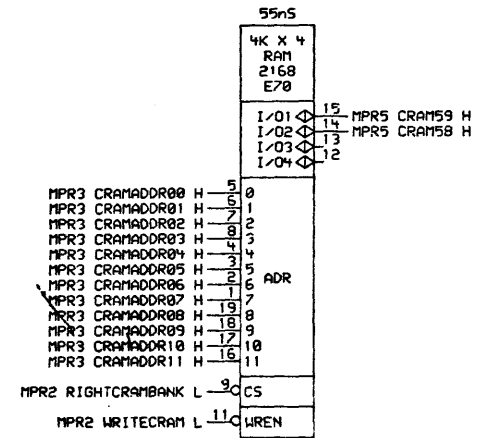 55nS
4K X 4
RAM
2168
E70
I/O1 15 MPR5 CRAM59 H
I/O2 14 MPR5 CRAM58 H
I/O3 13
I/O4 12
MPR3 CRAMADDR00 H 5 0
MPR3 CRAMADDR01 H 6 1
MPR3 CRAMADDR02 H 7 2
MPR3 CRAMADDR03 H 8 3
MPR3 CRAMADDR04 H 4 4
MPR3 CRAMADDR05 H 3 5
MPR3 CRAMADDR06 H 2 6 ADR
MPR3 CRAMADDR07 H 1 7
MPR3 CRAMADDR08 H 19 8
MPR3 CRAMADDR09 H 18 9
MPR3 CRAMADDR10 H 17 10
MPR3 CRAMADDR11 H 16 11
MPR2 RIGHTCRAMBANK L 9 CS
MPR2 WRITECRAM L 11 WREN